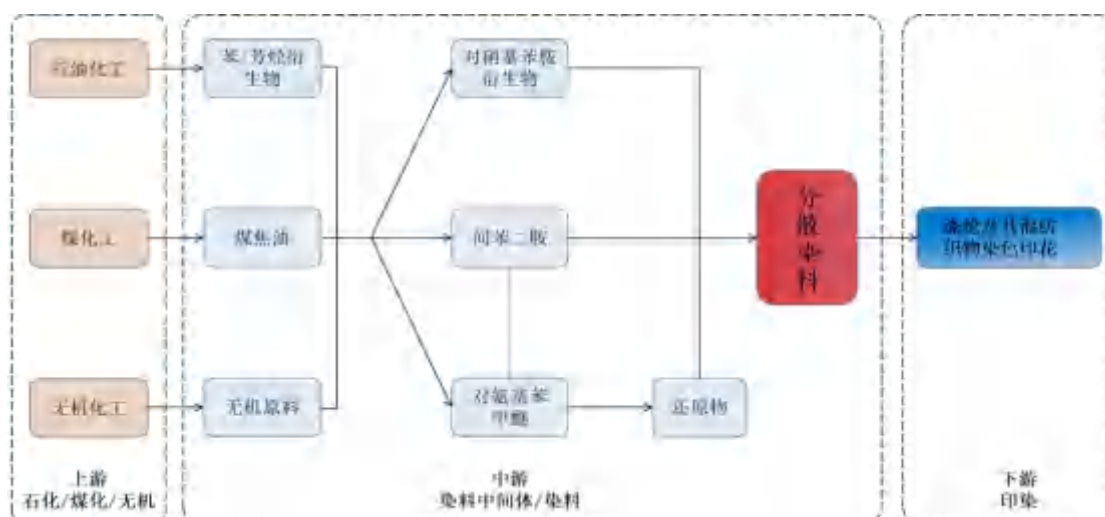 石油化工
苯/芳烃衍
生物
对硝基苯胺
衍生物
煤化工
煤焦油
间苯二胺
分
散
染
料
涤纶及其混纺
织物染色印花
无机化工
无机原料
对氨基苯
甲醚
还原物
上游
石化/煤化/无机
中游
染料中间体/染料
下游
印染